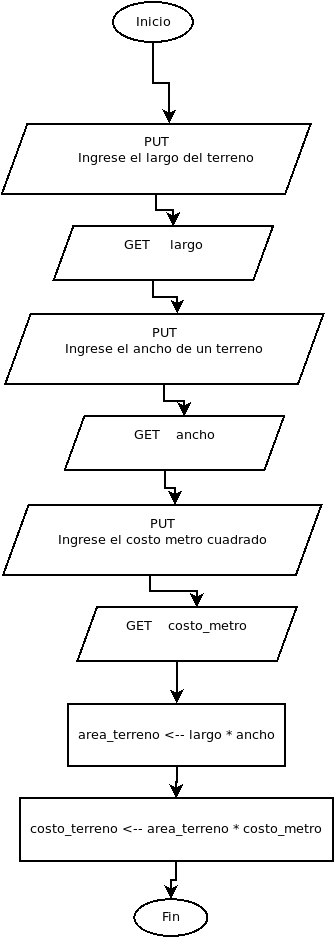 Inicio
PUT
Ingrese el largo del terreno
GET largo
PUT
Ingrese el ancho de un terreno
GET ancho
PUT
Ingrese el costo metro cuadrado
GET costo_metro
area_terreno <-- largo * ancho
costo_terreno <-- area_terreno * costo_metro
Fin